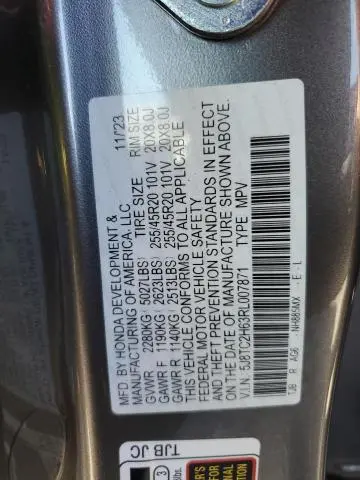 MFD BY HONDA DEVELOPMENT & 11/23
MANUFACTURING OF AMERICA, LLC
TIRE SIZE RIM SIZE
GVWR 2280KG (5027LBS)
GAWR F 1190KG (2623LBS) 255/45R20 101V 20X8.0J
GAWR R 1140KG (2513LBS) 255/45R20 101V 20X8.0J
THIS VEHICLE CONFORMS TO ALL APPLICABLE
FEDERAL MOTOR VEHICLE SAFETY
AND THEFT PREVENTION STANDARDS IN EFFECT
ON THE DATE OF MANUFACTURE SHOWN ABOVE.
V.I.N. 5J8TC2H63RL007871 TYPE MPV
TJB R AG6 NH885MX E - L
TJB JC